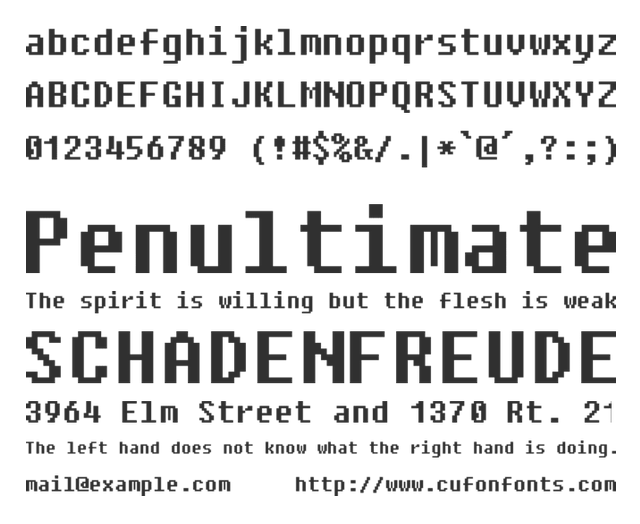 abcdefghijklmnopqrstuvwxyz
ABCDEFGHIJKLMNOPQRSTUVWXYZ
0123456789 (!#$%&/.|*`@´,?:;)
Penultimate
The spirit is willing but the flesh is weak
SCHADENFREUDE
3964 Elm Street and 1370 Rt. 21
The left hand does not know what the right hand is doing.
mail@example.com http://www.cufonfonts.com